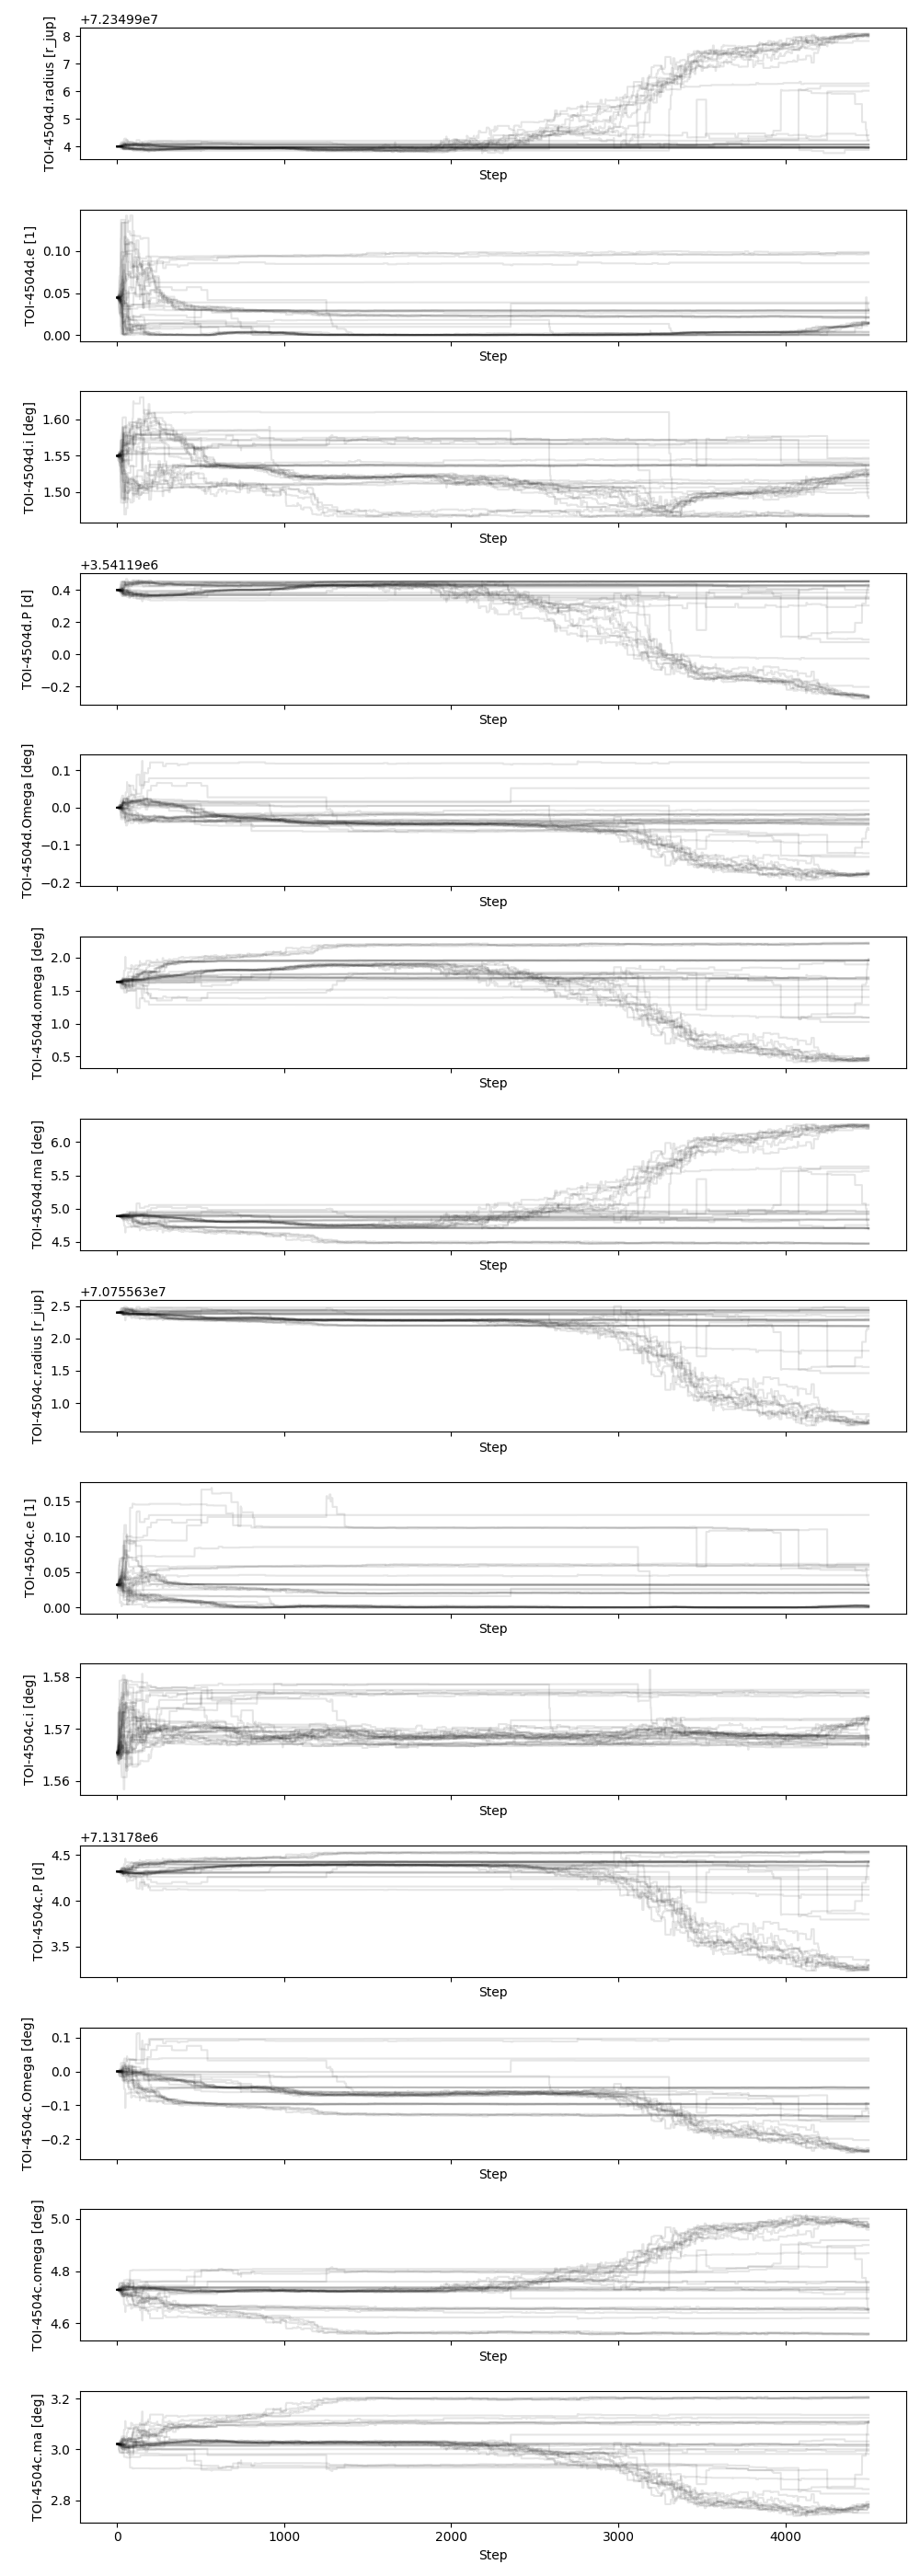 +7.23499e7
TOI-4504d.radius [r_jup]
8
7
6
5
4
Step
TOI-4504d.e [1]
0.10
0.05
0.00
Step
TOI-4504d.i [deg]
1.60
1.55
1.50
Step
+3.54119e6
TOI-4504d.P [d]
0.4
0.2
0.0
−0.2
Step
TOI-4504d.Omega [deg]
0.1
0.0
−0.1
−0.2
Step
TOI-4504d.omega [deg]
2.0
1.5
1.0
0.5
Step
TOI-4504d.ma [deg]
6.0
5.5
5.0
4.5
Step
+7.075563e7
TOI-4504c.radius [r_jup]
2.5
2.0
1.5
1.0
Step
TOI-4504c.e [1]
0.15
0.10
0.05
0.00
Step
TOI-4504c.i [deg]
1.58
1.57
1.56
Step
+7.13178e6
TOI-4504c.P [d]
4.5
4.0
3.5
Step
TOI-4504c.Omega [deg]
0.1
0.0
−0.1
−0.2
Step
TOI-4504c.omega [deg]
5.0
4.8
4.6
Step
TOI-4504c.ma [deg]
3.2
3.0
2.8
0 1000 2000 3000 4000
Step